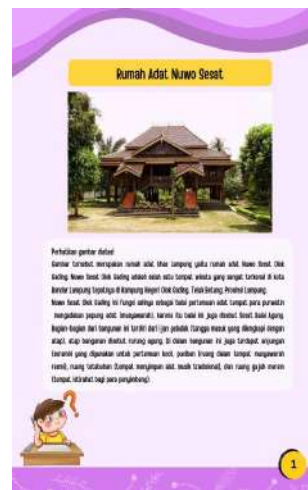 Rumah Adat Nuwo Sesat
Perhatikan gambar diatas!
Gambar tersebut merupakan rumah adat khas Lampung yaitu rumah adat Nuwo Sesat Olok
Gading. Nuwo Sesat Olok Gading adalah salah satu tempat wisata yang sangat terkenal di kota
Bandar Lampung tepatnya di Kampung Negeri Olok Gading, Teluk Betung, Provinsi Lampung.
Nuwo Sesat Olok Gading ini fungsi aslinya sebagai balai pertemuan adat tempat para purwatin
mengadakan pepung adat (musyawarah), karena itu balai ini juga disebut Sesat Balai Agung.
Bagian-bagian dari bangunan ini terdiri dari ijan geladak (tangga masuk yang dilengkapi dengan
atap), atap bangunan disebut rurung agung. Di dalam bangunan ini juga terdapat anjungan
(serambi yang digunakan untuk pertemuan kecil, pusiban (ruang dalam tempat musyawarah
resmi), ruang tetabuhan (tempat menyimpan alat musik tradisional), dan ruang gajah merem
(tempat istirahat bagi para penyimbang).
1